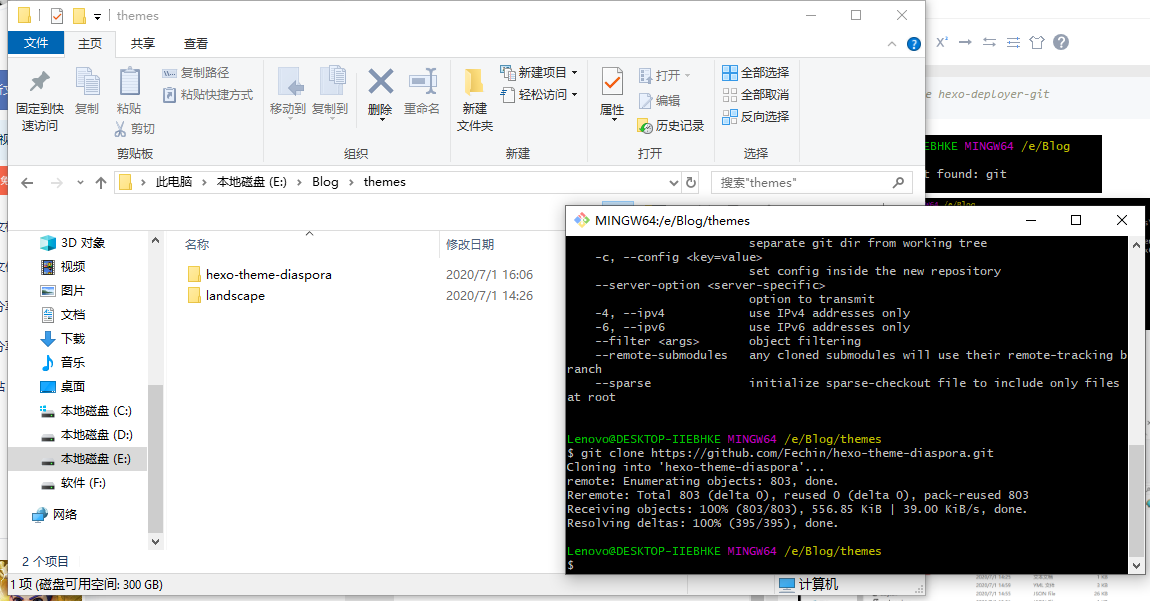 themes
文件 主页 共享 查看
固定到快速访问
复制
粘贴
复制路径
粘贴快捷方式
剪切
剪贴板
移动到
复制到
删除
重命名
组织
新建文件夹
新建项目
轻松访问
新建
属性
打开
编辑
历史记录
打开
全部选择
全部取消
反向选择
选择
此电脑 > 本地磁盘 (E:) > Blog > themes
搜索"themes"
3D 对象
视频
图片
文档
下载
音乐
桌面
本地磁盘 (C:)
本地磁盘 (D:)
本地磁盘 (E:)
软件 (F:)
网络
名称 修改日期
hexo-theme-diaspora 2020/7/1 16:06
landscape 2020/7/1 14:26
2 个项目
1 项 (磁盘可用空间: 300 GB)
计算机
hexo-deployer-git
EBHKE MINGW64 /e/Blog
t found: git
MINGW64:/e/Blog/themes
separate git dir from working tree
-c, --config <key=value>
set config inside the new repository
--server-option <server-specific>
option to transmit
-4, --ipv4 use IPv4 addresses only
-6, --ipv6 use IPv6 addresses only
--filter <args> object filtering
--remote-submodules any cloned submodules will use their remote-tracking b
ranch
--sparse initialize sparse-checkout file to include only files
at root
Lenovo@DESKTOP-IIEBHKE MINGW64 /e/Blog/themes
$ git clone https://github.com/Fechin/hexo-theme-diaspora.git
Cloning into 'hexo-theme-diaspora'...
remote: Enumerating objects: 803, done.
Reremote: Total 803 (delta 0), reused 0 (delta 0), pack-reused 803
Receiving objects: 100% (803/803), 556.85 KiB | 39.00 KiB/s, done.
Resolving deltas: 100% (395/395), done.
Lenovo@DESKTOP-IIEBHKE MINGW64 /e/Blog/themes
$